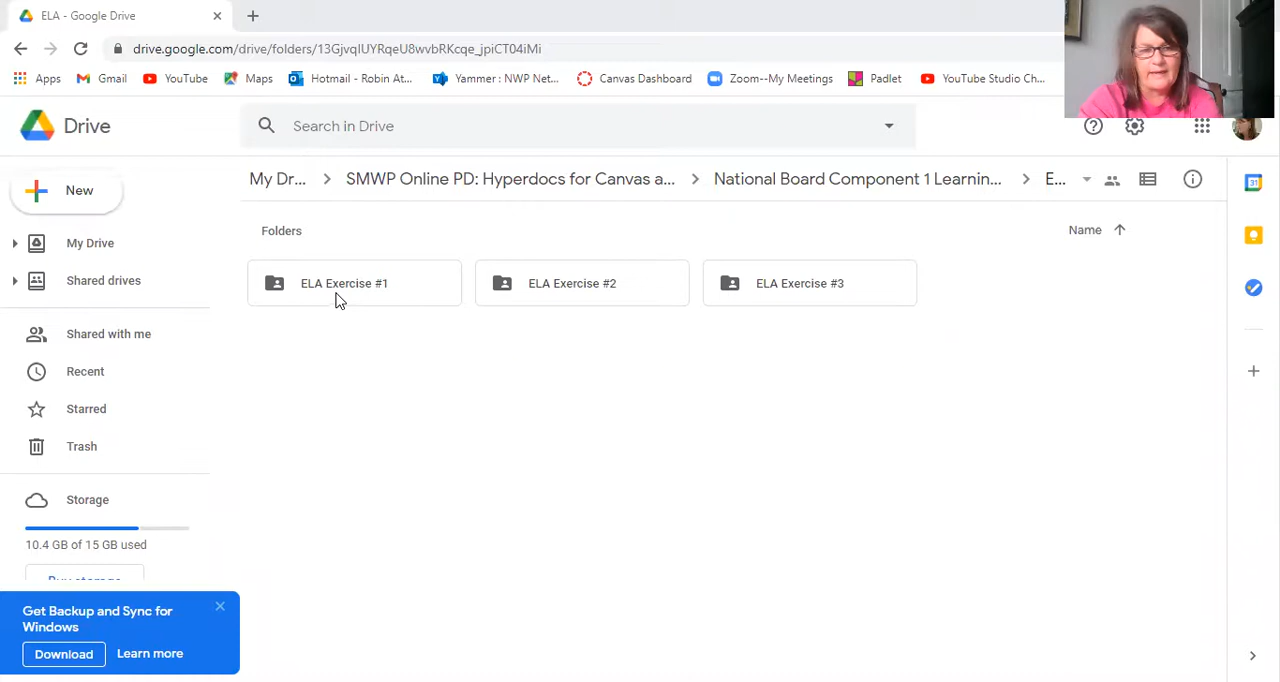 ELA - Google Drive
drive.google.com/drive/folders/13GjvqIUYRqeU8wvbRKcqe_jpiCT04iMi
Apps Gmail YouTube Maps Hotmail - Robin At... Yammer : NWP Net... Canvas Dashboard Zoom--My Meetings Padlet YouTube Studio Ch...
Drive
Search in Drive
New
My Dr... SMWP Online PD: Hyperdocs for Canvas a... National Board Component 1 Learnin... E...
31
Folders
Name
My Drive
Shared drives
ELA Exercise #1
ELA Exercise #2
ELA Exercise #3
Shared with me
Recent
Starred
Trash
Storage
10.4 GB of 15 GB used
Buy storage
Get Backup and Sync for
Windows
Download Learn more